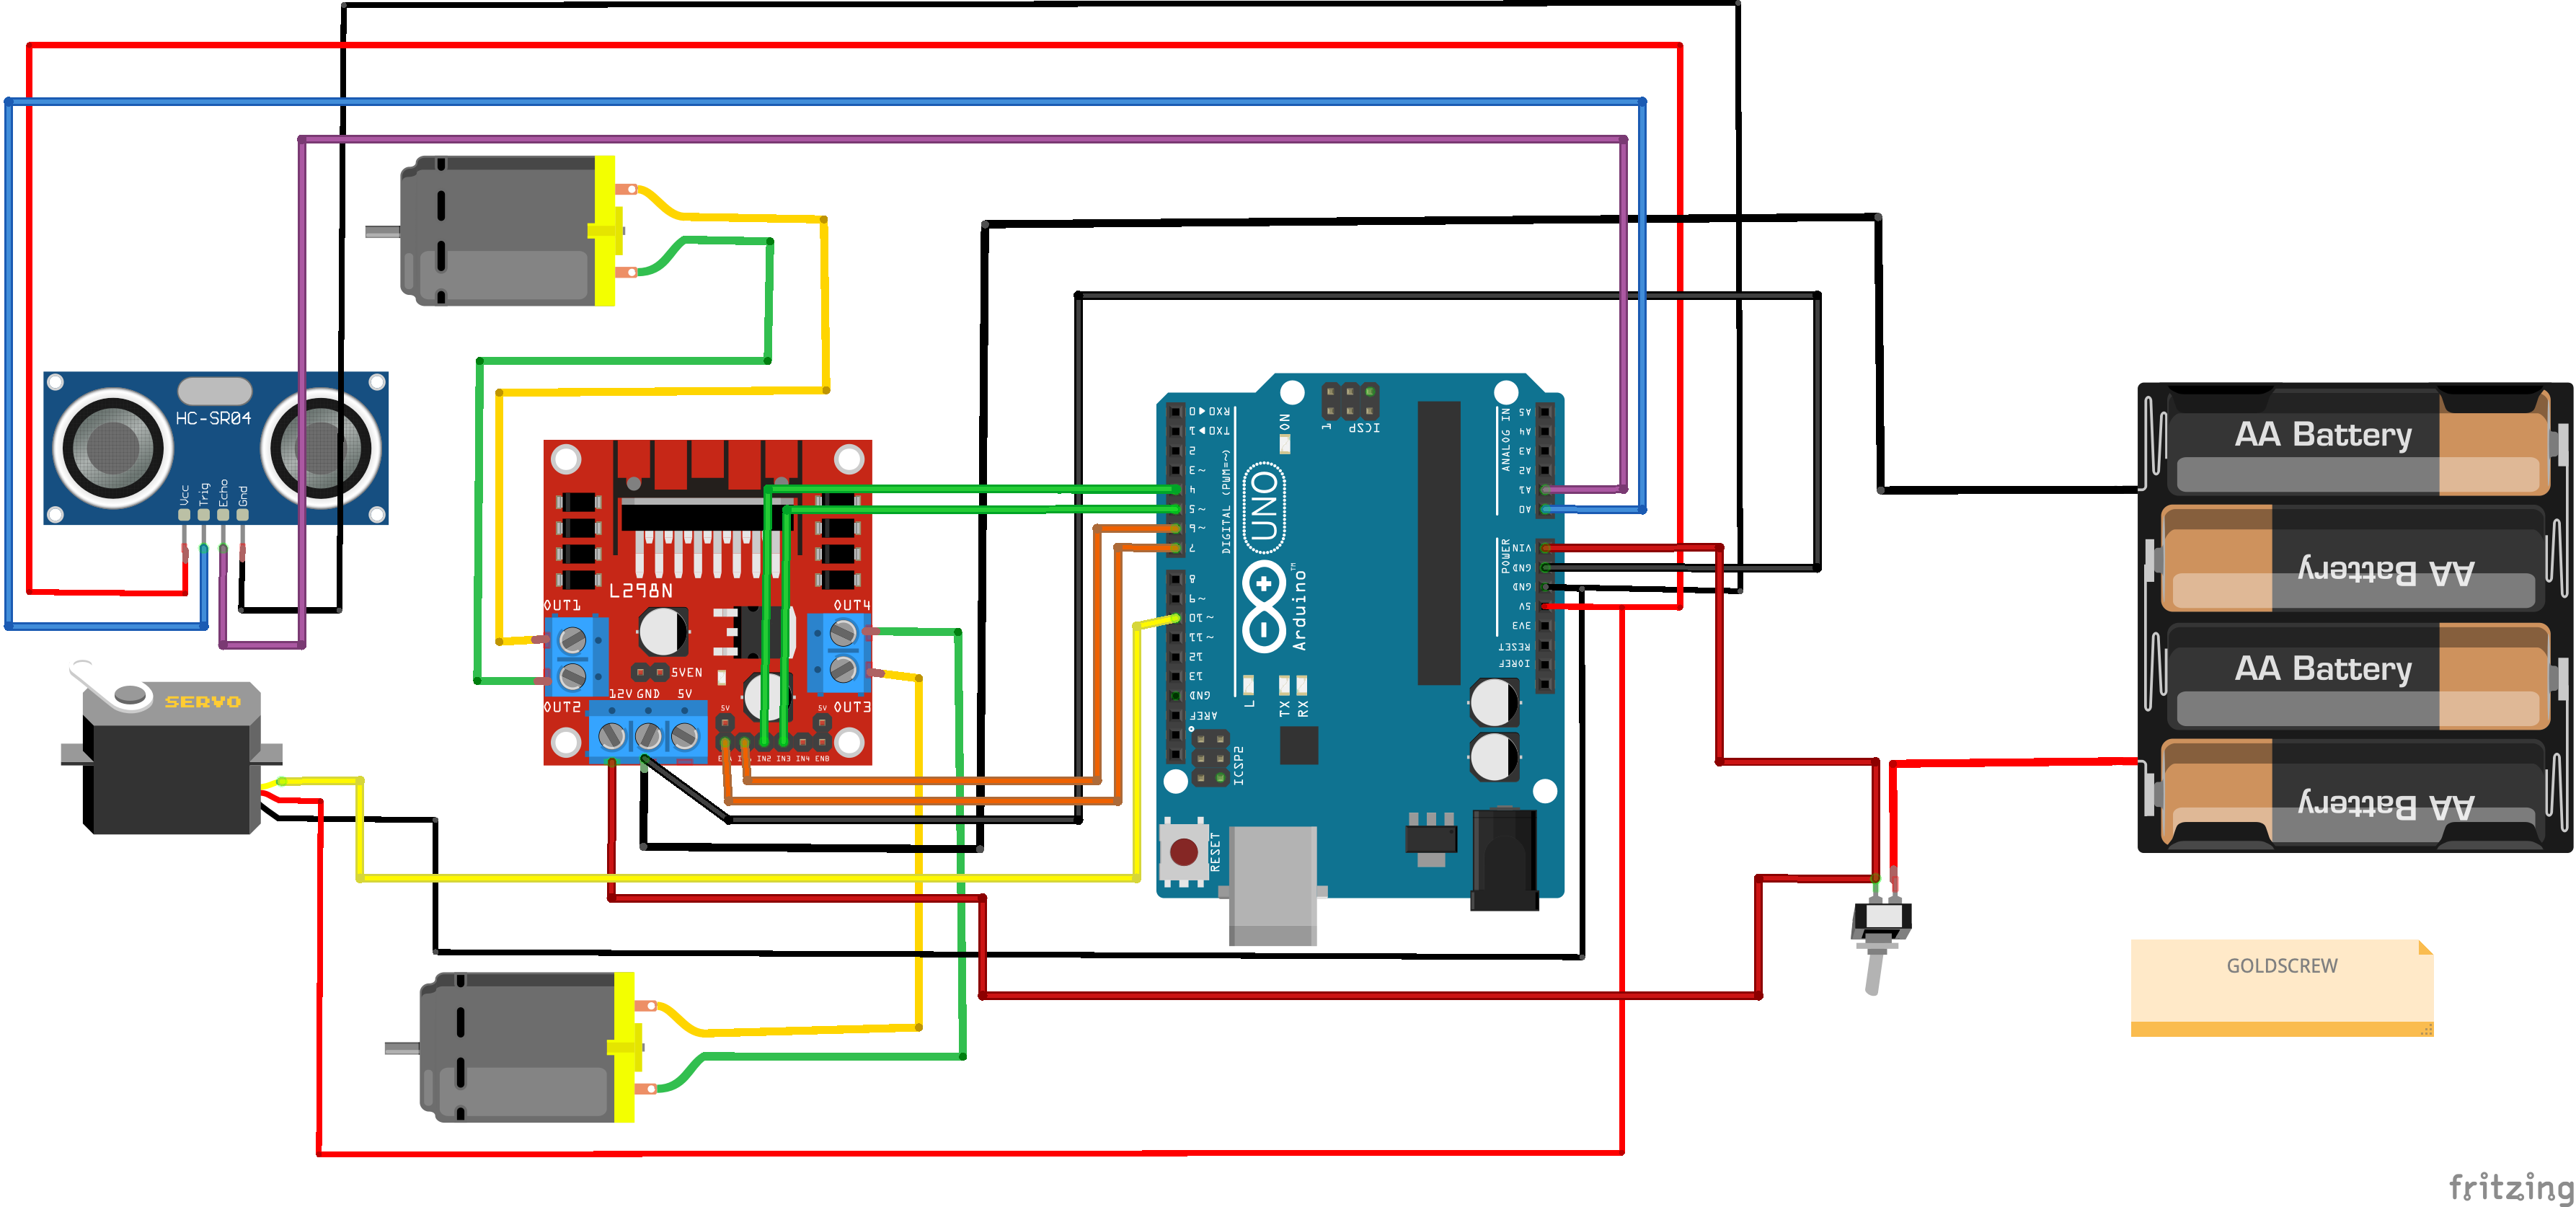 HC-SR04
Vcc
Trig
Echo
Gnd
SERVO
L298N
OUT1
OUT4
5VEN
12V GND 5V
OUT2
OUT3
5V
5V
IN2
IN3
IN4
ENB
ON
1
ICSP
RX0 ◀ 0
TX0 ▶ 1
2
3 ~
4
5 ~
6 ~
7
8
9 ~
10 ~
11 ~
12
13
GND
AREF
DIGITAL (PWM=~)
UNO
Arduino™
L
TX
RX
ICSP2
RESET
A5
A4
A3
A2
A1
A0
ANALOG IN
VIN
GND
GND
5V
3V3
RESET
IOREF
POWER
AA Battery
AA Battery
AA Battery
AA Battery
GOLDSCREW
fritzing